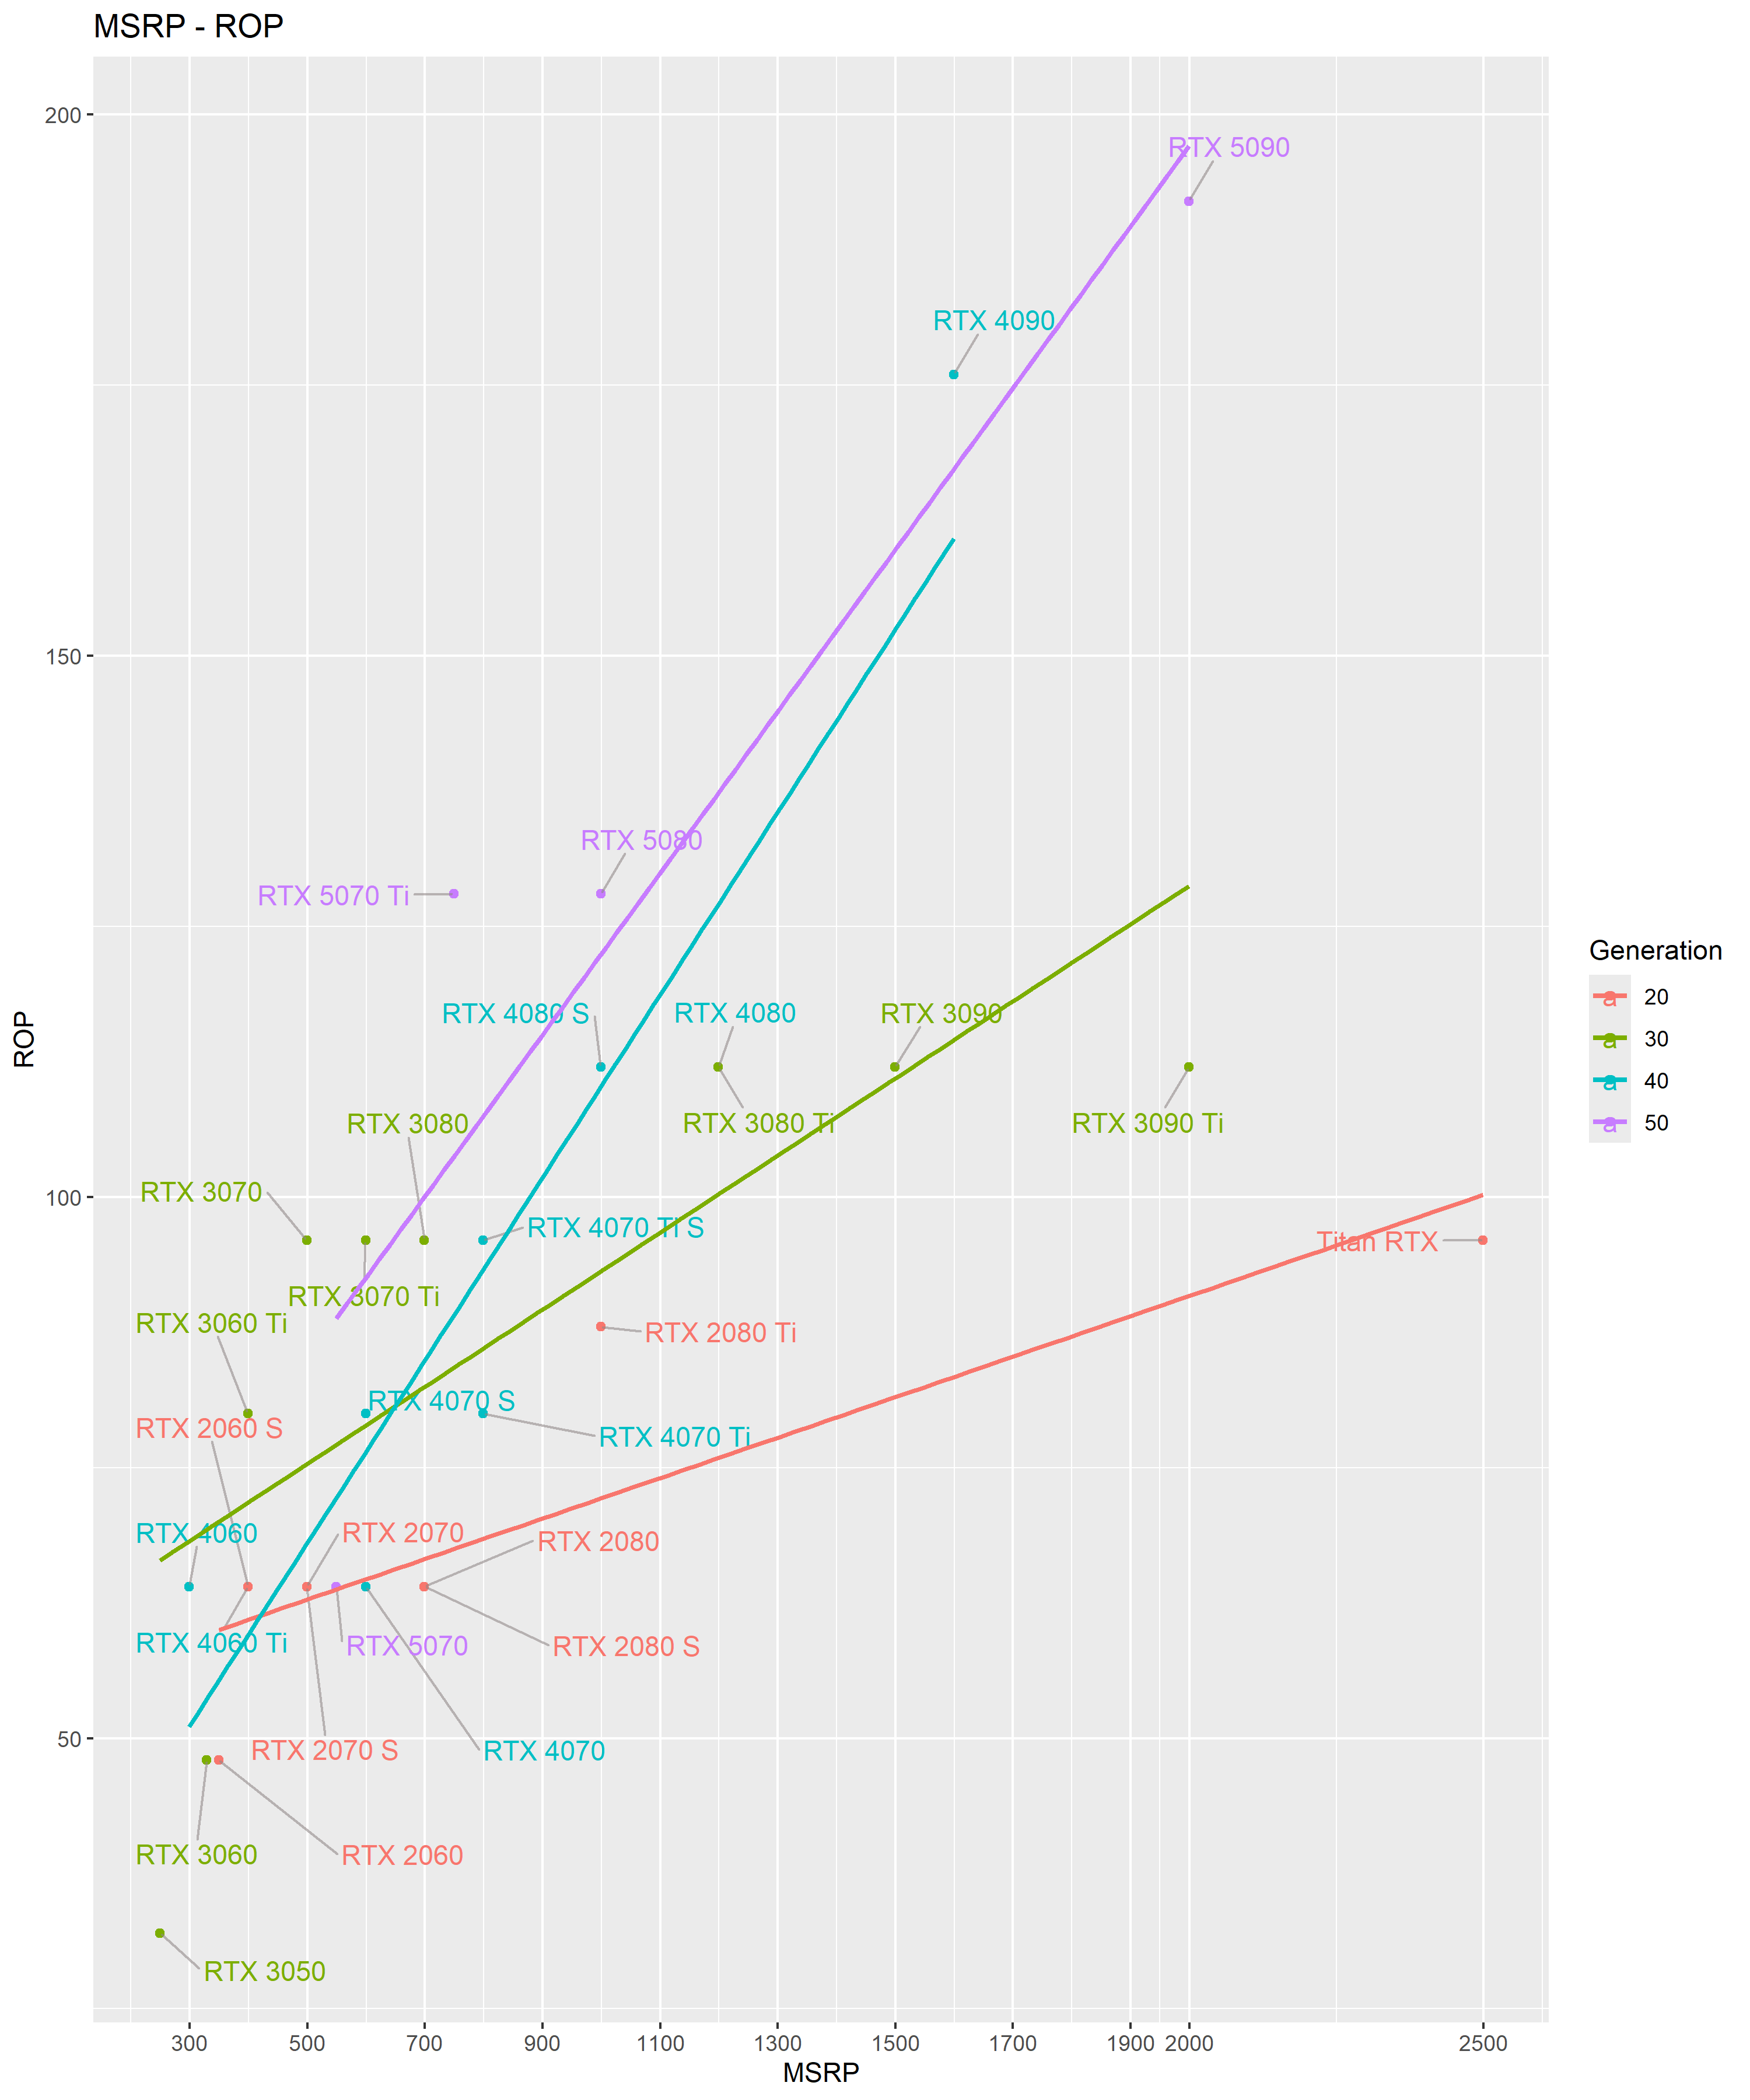 MSRP - ROP
200
RTX 5090
RTX 4090
150
RTX 5080
RTX 5070 Ti
RTX 4080 S
RTX 4080
RTX 3090
RTX 3080
RTX 3080 Ti
RTX 3090 Ti
RTX 3070
100
RTX 4070 Ti S
Titan RTX
RTX 3070 Ti
RTX 3060 Ti
RTX 2080 Ti
RTX 4070 S
RTX 2060 S
RTX 4070 Ti
RTX 4060
RTX 2070
RTX 2080
RTX 4060 Ti
RTX 5070
RTX 2080 S
50
RTX 2070 S
RTX 4070
RTX 3060
RTX 2060
RTX 3050
300 500 700 900 1100 1300 1500 1700 1900 2000 2500
MSRP
ROP
Generation
a 20
a 30
a 40
a 50